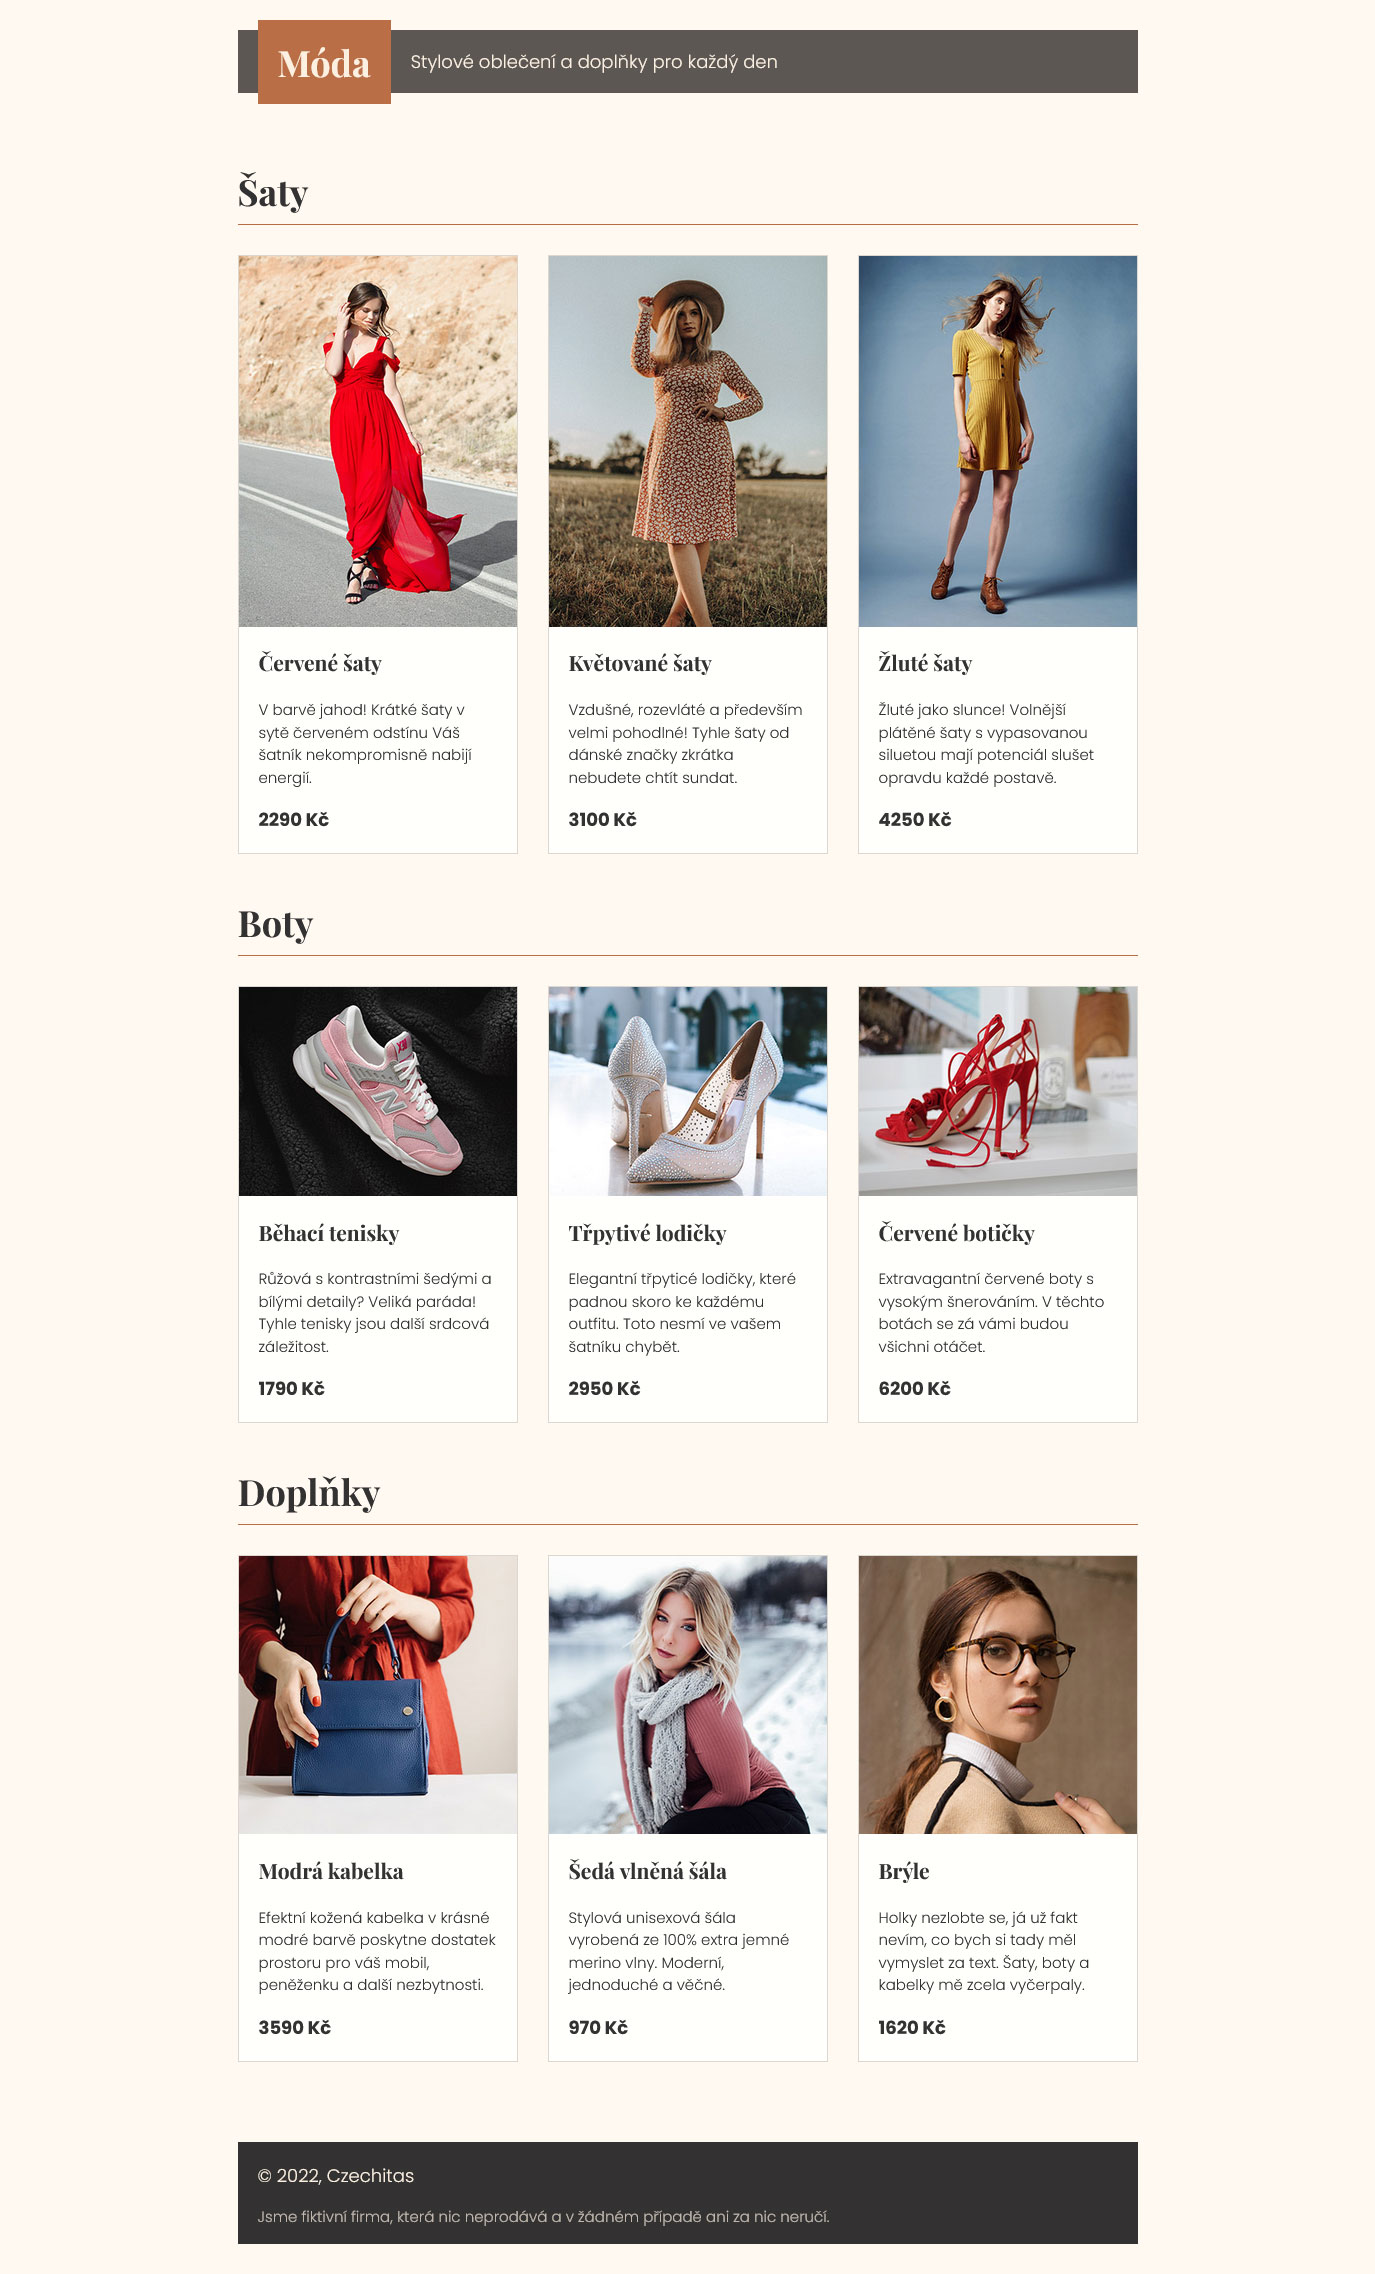 Móda
Stylové oblečení a doplňky pro každý den
Šaty
Červené šaty
V barvě jahod! Krátké šaty v
sytě červeném odstínu Váš
šatník nekompromisně nabijí
energií.
2290 Kč
Květované šaty
Vzdušné, rozevláté a především
velmi pohodlné! Tyhle šaty od
dánské značky zkrátka
nebudete chtít sundat.
3100 Kč
Žluté šaty
Žluté jako slunce! Volnější
plátěné šaty s vypasovanou
siluetou mají potenciál slušet
opravdu každé postavě.
4250 Kč
Boty
Běhací tenisky
Růžová s kontrastními šedými a
bílými detaily? Veliká paráda!
Tyhle tenisky jsou další srdcová
záležitost.
1790 Kč
Třpytivé lodičky
Elegantní třpyticé lodičky, které
padnou skoro ke každému
outfitu. Toto nesmí ve vašem
šatníku chybět.
2950 Kč
Červené botičky
Extravagantní červené boty s
vysokým šnerováním. V těchto
botách se zá vámi budou
všichni otáčet.
6200 Kč
Doplňky
Modrá kabelka
Efektní kožená kabelka v krásné
modré barvě poskytne dostatek
prostoru pro váš mobil,
peněženku a další nezbytnosti.
3590 Kč
Šedá vlněná šála
Stylová unisexová šála
vyrobená ze 100% extra jemné
merino vlny. Moderní,
jednoduché a věčné.
970 Kč
Brýle
Holky nezlobte se, já už fakt
nevím, co bych si tady měl
vymyslet za text. Šaty, boty a
kabelky mě zcela vyčerpaly.
1620 Kč
© 2022, Czechitas
Jsme fiktivní firma, která nic neprodává a v žádném případě ani za nic neručí.